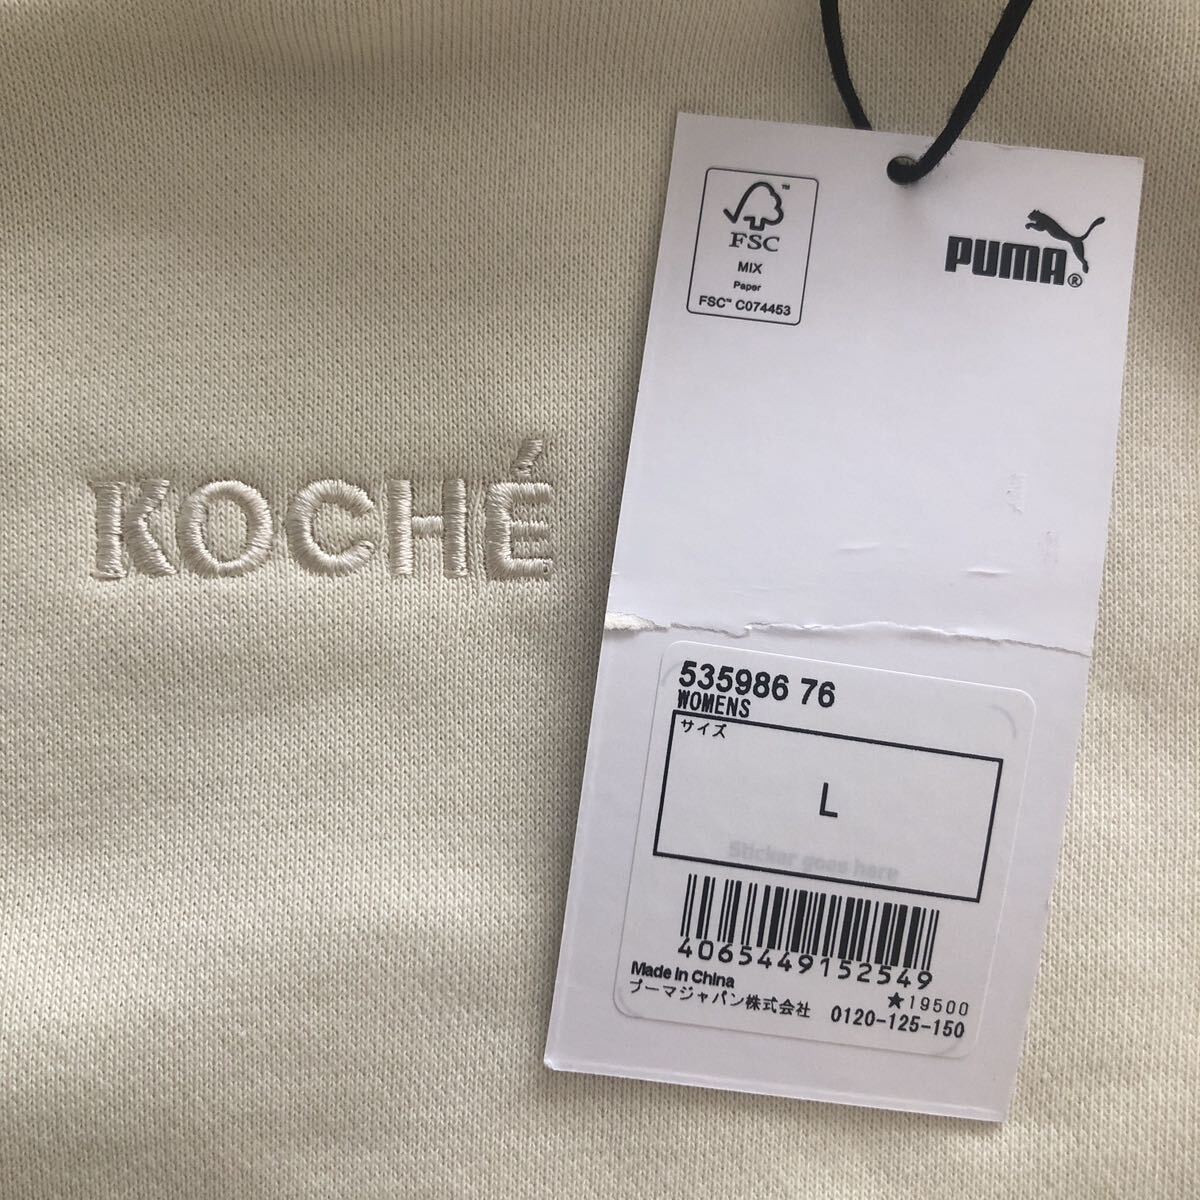 KOCHÉ
FSC
MIX
Paper
FSC™ C074453
PUMA®
535986 76
WOMENS
サイズ
L
Sticker goes here
4065449152549
Made in China
★19500
プーマジャパン株式会社 0120-125-150